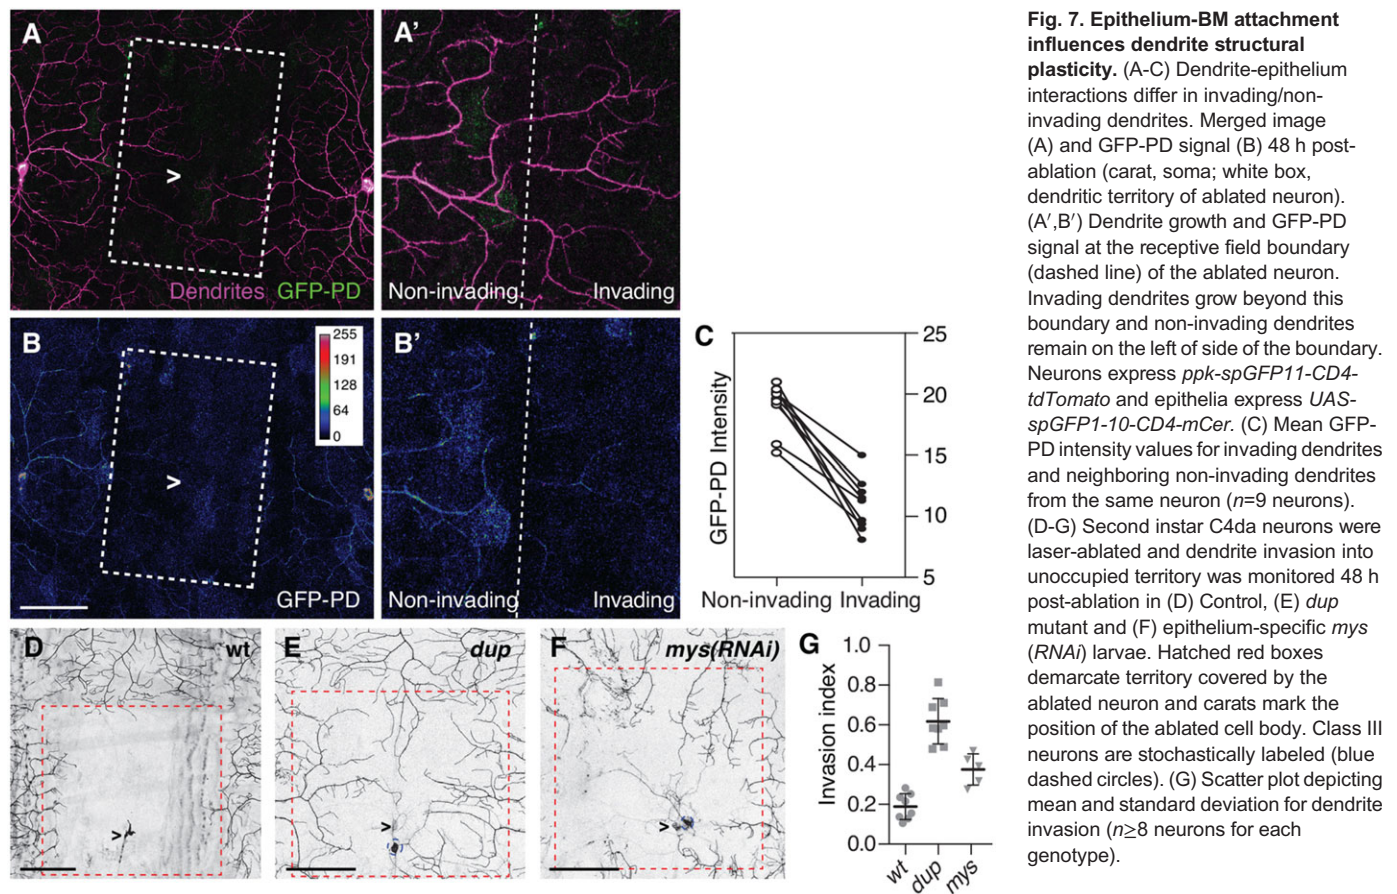 A
A'
>
Dendrites GFP-PD
Non-invading
Invading
B
B'
255
191
128
64
0
>
GFP-PD
Non-invading
Invading
C
GFP-PD Intensity
25
20
15
10
5
Non-invading Invading
D
wt
>
E
dup
>
F
mys(RNAi)
>
G
Invasion index
1.0
0.8
0.6
0.4
0.2
0.0
wt
dup
mys
Fig. 7. Epithelium-BM attachment
influences dendrite structural
plasticity. (A-C) Dendrite-epithelium
interactions differ in invading/non-
invading dendrites. Merged image
(A) and GFP-PD signal (B) 48 h post-
ablation (carat, soma; white box,
dendritic territory of ablated neuron).
(A′,B′) Dendrite growth and GFP-PD
signal at the receptive field boundary
(dashed line) of the ablated neuron.
Invading dendrites grow beyond this
boundary and non-invading dendrites
remain on the left of side of the boundary.
Neurons express ppk-spGFP11-CD4-
tdTomato and epithelia express UAS-
spGFP1-10-CD4-mCer. (C) Mean GFP-
PD intensity values for invading dendrites
and neighboring non-invading dendrites
from the same neuron (n=9 neurons).
(D-G) Second instar C4da neurons were
laser-ablated and dendrite invasion into
unoccupied territory was monitored 48 h
post-ablation in (D) Control, (E) dup
mutant and (F) epithelium-specific mys
(RNAi) larvae. Hatched red boxes
demarcate territory covered by the
ablated neuron and carats mark the
position of the ablated cell body. Class III
neurons are stochastically labeled (blue
dashed circles). (G) Scatter plot depicting
mean and standard deviation for dendrite
invasion (n≥8 neurons for each
genotype).